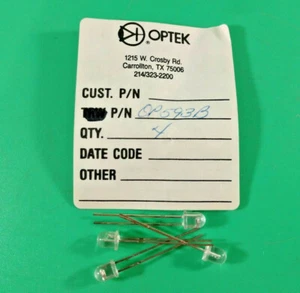 OPTEK
1215 W. Crosby Rd.
Carrollton, TX 75006
214/323-2200
CUST. P/N
P/N OP593B
QTY. 4
DATE CODE
OTHER